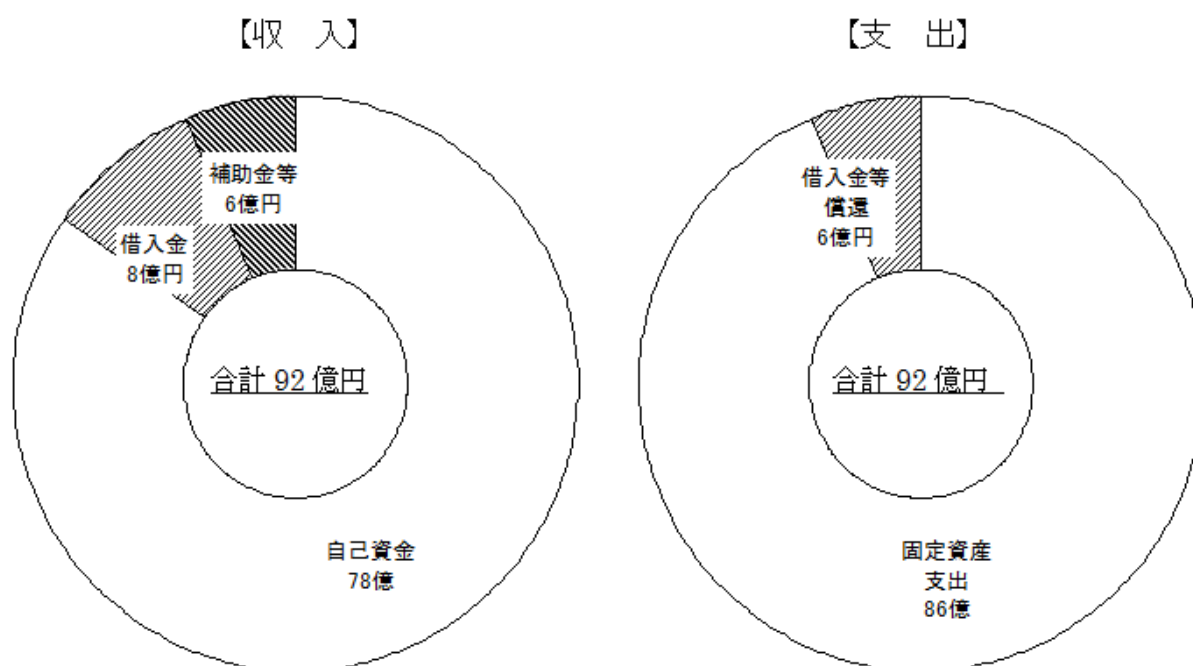 【収　入】
補助金等
6億円
借入金
8億円
合計 92 億円
自己資金
78億
【支　出】
借入金等
償還
6億円
合計 92 億円
固定資産
支出
86億